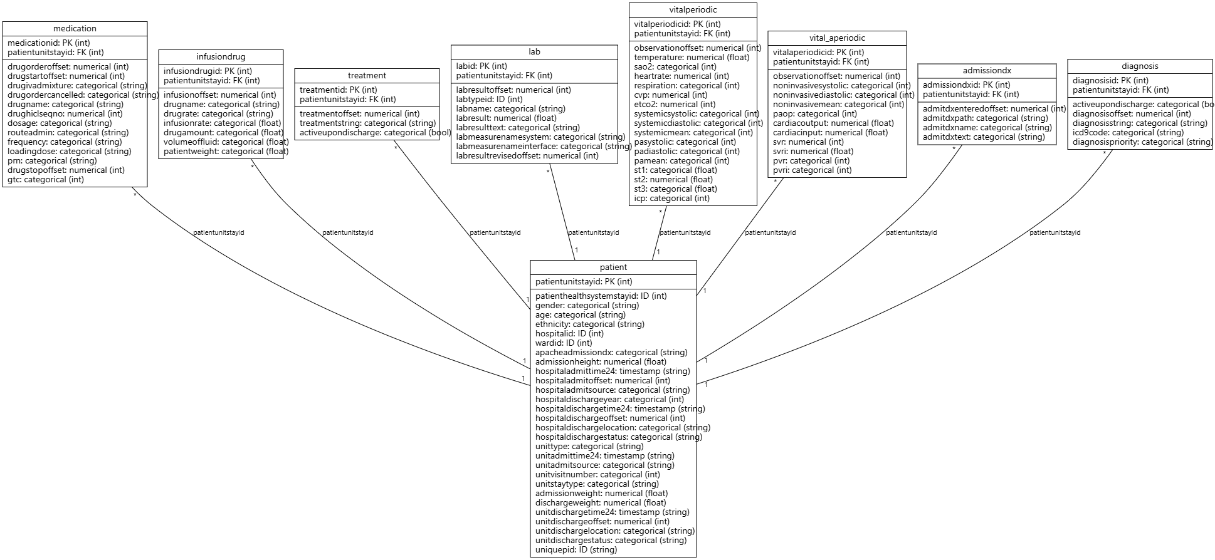 medication
medicationid: PK (int)
patientunitstayid: FK (int)
drugorderoffset: numerical (int)
drugstartoffset: numerical (int)
drugivadmixture: categorical (string)
drugordercancelled: categorical (string)
drugname: categorical (string)
drughiclseqno: numerical (int)
dosage: categorical (string)
routeadmin: categorical (string)
frequency: categorical (string)
loadingdose: categorical (string)
prn: categorical (string)
drugstopoffset: numerical (int)
gtc: categorical (int)
infusiondrug
infusiondrugid: PK (int)
patientunitstayid: FK (int)
infusionoffset: numerical (int)
drugname: categorical (string)
drugrate: categorical (string)
infusionrate: categorical (float)
drugamount: categorical (float)
volumeoffluid: categorical (float)
patientweight: categorical (float)
treatment
treatmentid: PK (int)
patientunitstayid: FK (int)
treatmentoffset: numerical (int)
treatmentstring: categorical (string)
activeupondischarge: categorical (bool)
lab
labid: PK (int)
patientunitstayid: FK (int)
labresultoffset: numerical (int)
labtypeid: ID (int)
labname: categorical (string)
labresult: numerical (float)
labresulttext: categorical (string)
labmeasurenamesystem: categorical (string)
labmeasurenameinterface: categorical (string)
labresultrevisedoffset: numerical (int)
vitalperiodic
vitalperiodicid: PK (int)
patientunitstayid: FK (int)
observationoffset: numerical (int)
temperature: numerical (float)
sao2: categorical (int)
heartrate: numerical (int)
respiration: categorical (int)
cvp: numerical (int)
etco2: numerical (int)
systemicsystolic: categorical (int)
systemicdiastolic: categorical (int)
systemicmean: categorical (int)
pasystolic: categorical (int)
padiastolic: categorical (int)
pamean: categorical (int)
st1: categorical (float)
st2: numerical (float)
st3: categorical (float)
icp: categorical (int)
vital_aperiodic
vitalaperiodicid: PK (int)
patientunitstayid: FK (int)
observationoffset: numerical (int)
noninvasivesystolic: categorical (int)
noninvasivediastolic: categorical (int)
noninvasivemean: categorical (int)
paop: categorical (int)
cardiacoutput: numerical (float)
cardiacinput: numerical (float)
svr: numerical (int)
svri: numerical (float)
pvr: categorical (int)
pvri: categorical (int)
admissiondx
admissiondxid: PK (int)
patientunitstayid: FK (int)
admitdxenteredoffset: numerical (int)
admitdxpath: categorical (string)
admitdxname: categorical (string)
admitdxtext: categorical (string)
diagnosis
diagnosisid: PK (int)
patientunitstayid: FK (int)
activeupondischarge: categorical (bo
diagnosisoffset: numerical (int)
diagnosisstring: categorical (string)
icd9code: categorical (string)
diagnosispriority: categorical (string)
* * * * * * * *
patientunitstayid patientunitstayid patientunitstayid patientunitstayid patientunitstayid patientunitstayid patientunitstayid patientunitstayid
1 1 1 1 1 1 1 1
patient
patientunitstayid: PK (int)
patienthealthsystemstayid: ID (int)
gender: categorical (string)
age: categorical (string)
ethnicity: categorical (string)
hospitalid: ID (int)
wardid: ID (int)
apacheadmissiondx: categorical (string)
admissionheight: numerical (float)
hospitaladmittime24: timestamp (string)
hospitaladmitoffset: numerical (int)
hospitaladmitsource: categorical (string)
hospitaldischargeyear: categorical (int)
hospitaldischargetime24: timestamp (string)
hospitaldischargeoffset: numerical (int)
hospitaldischargelocation: categorical (string)
hospitaldischargestatus: categorical (string)
unittype: categorical (string)
unitadmittime24: timestamp (string)
unitadmitsource: categorical (string)
unitvisitnumber: categorical (int)
unitstaytype: categorical (string)
admissionweight: numerical (float)
dischargeweight: numerical (float)
unitdischargetime24: timestamp (string)
unitdischargeoffset: numerical (int)
unitdischargelocation: categorical (string)
unitdischargestatus: categorical (string)
uniquepid: ID (string)